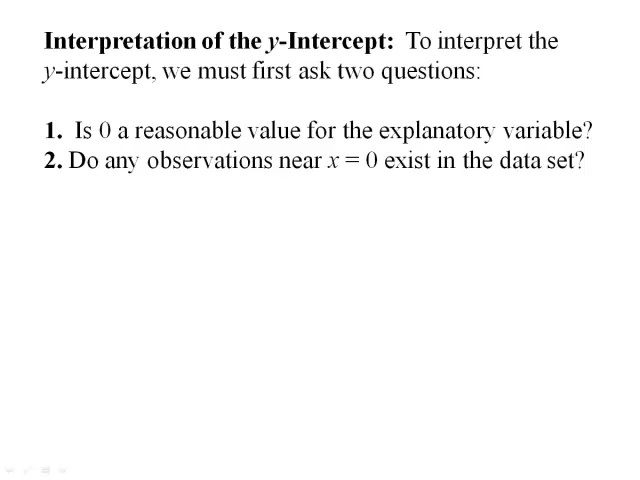 Interpretation of the y-Intercept: To interpret the
y-intercept, we must first ask two questions:
1. Is 0 a reasonable value for the explanatory variable?
2. Do any observations near x = 0 exist in the data set?